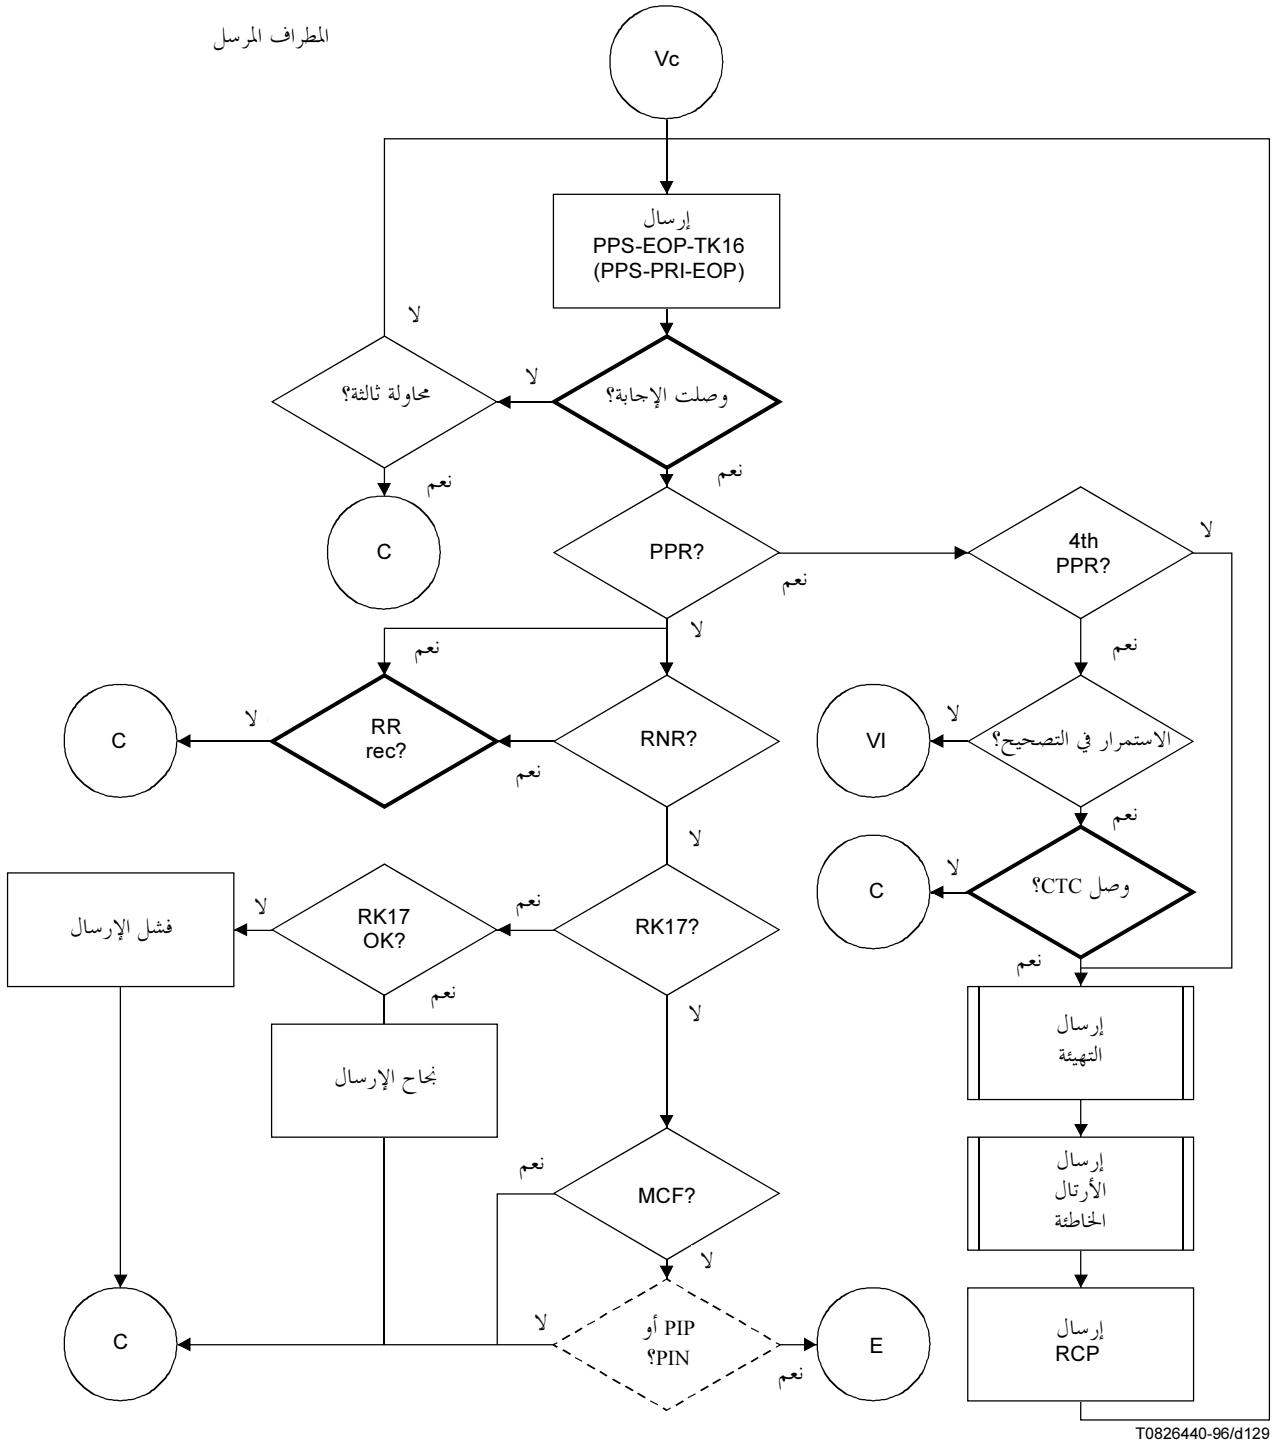 المطراف المرسل
Vc
إرسال
PPS-EOP-TK16
(PPS-PRI-EOP)
لا
وصلت الإجابة؟
لا
محاولة ثالثة؟
نعم
نعم
C
PPR?
نعم
4th
PPR?
لا
لا
نعم
نعم
RNR?
نعم
RR
rec?
لا
C
الاستمرار في التصحيح؟
لا
VI
نعم
لا
وصل CTC؟
لا
C
نعم
RK17?
نعم
RK17
OK?
لا
فشل الإرسال
نعم
لا
إرسال
التهيئة
نجاح الإرسال
MCF?
نعم
لا
إرسال
الأرتال
الخاطئة
PIP أو
PIN؟
لا
نعم
C
E
إرسال
RCP
T0826440-96/d129